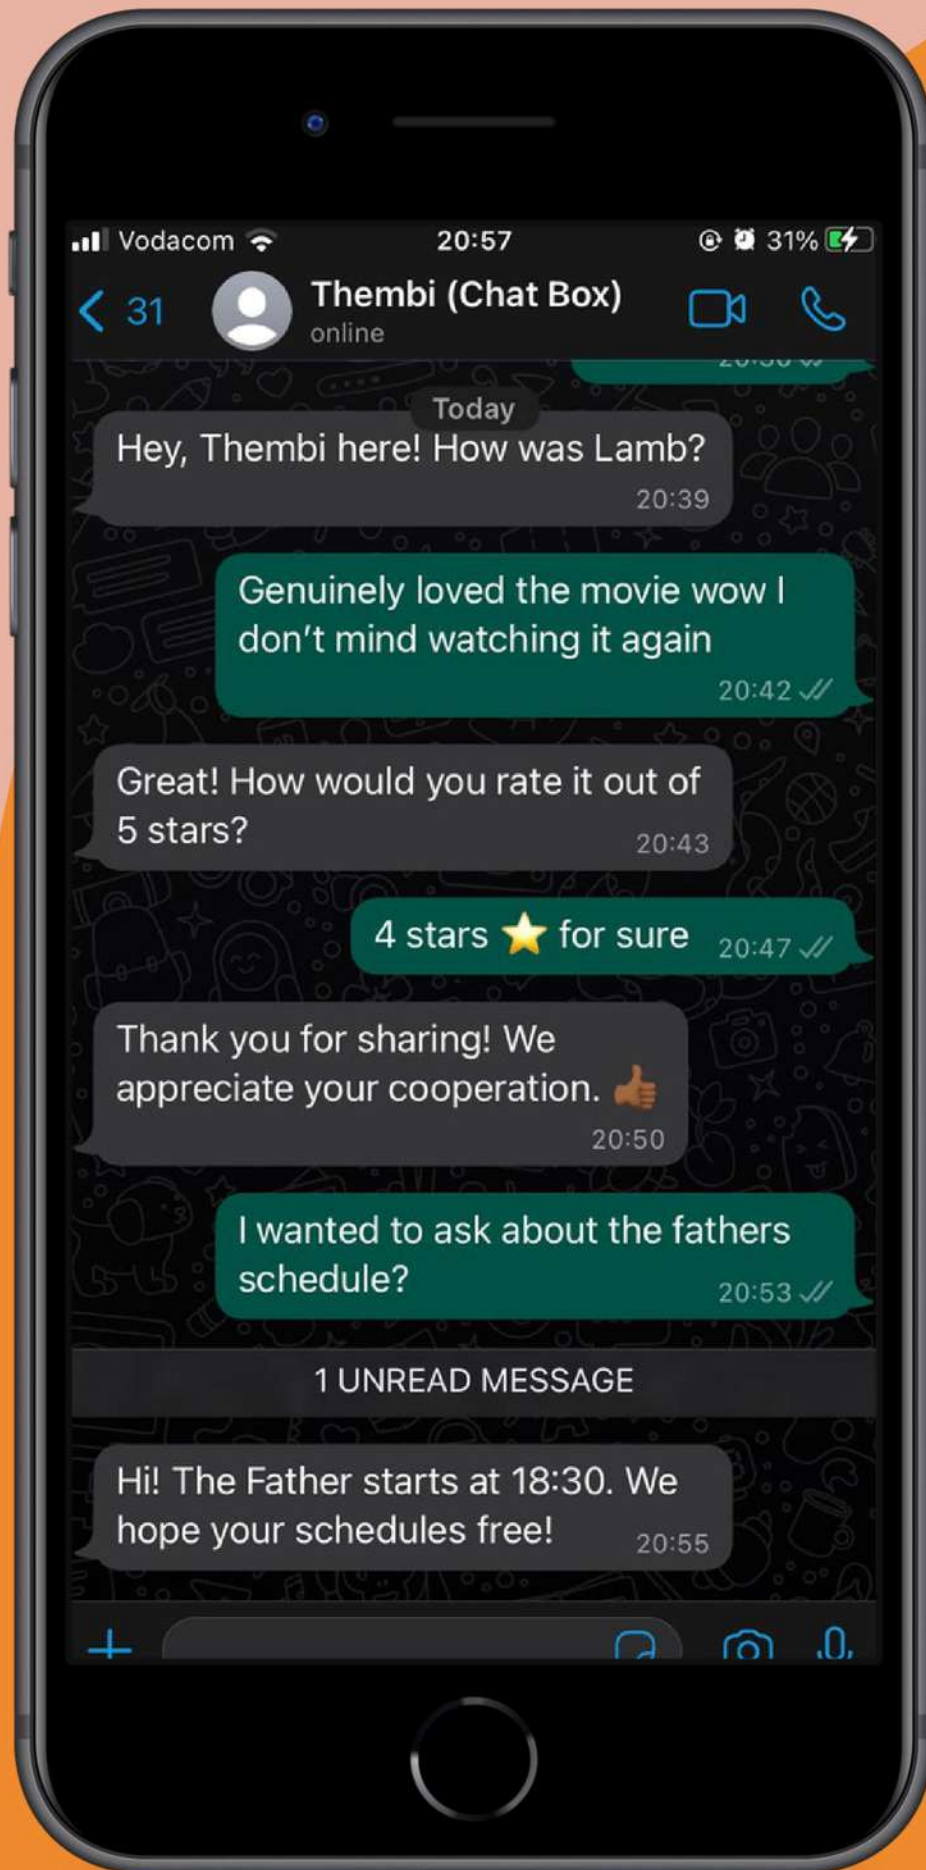 Vodacom 20:57 31%
31 Thembi (Chat Box)
online
Today
Hey, Thembi here! How was Lamb?
20:39
Genuinely loved the movie wow I
don't mind watching it again
20:42
Great! How would you rate it out of
5 stars?
20:43
4 stars ⭐ for sure 20:47
Thank you for sharing! We
appreciate your cooperation. 👍🏾
20:50
I wanted to ask about the fathers
schedule?
20:53
1 UNREAD MESSAGE
Hi! The Father starts at 18:30. We
hope your schedules free!
20:55